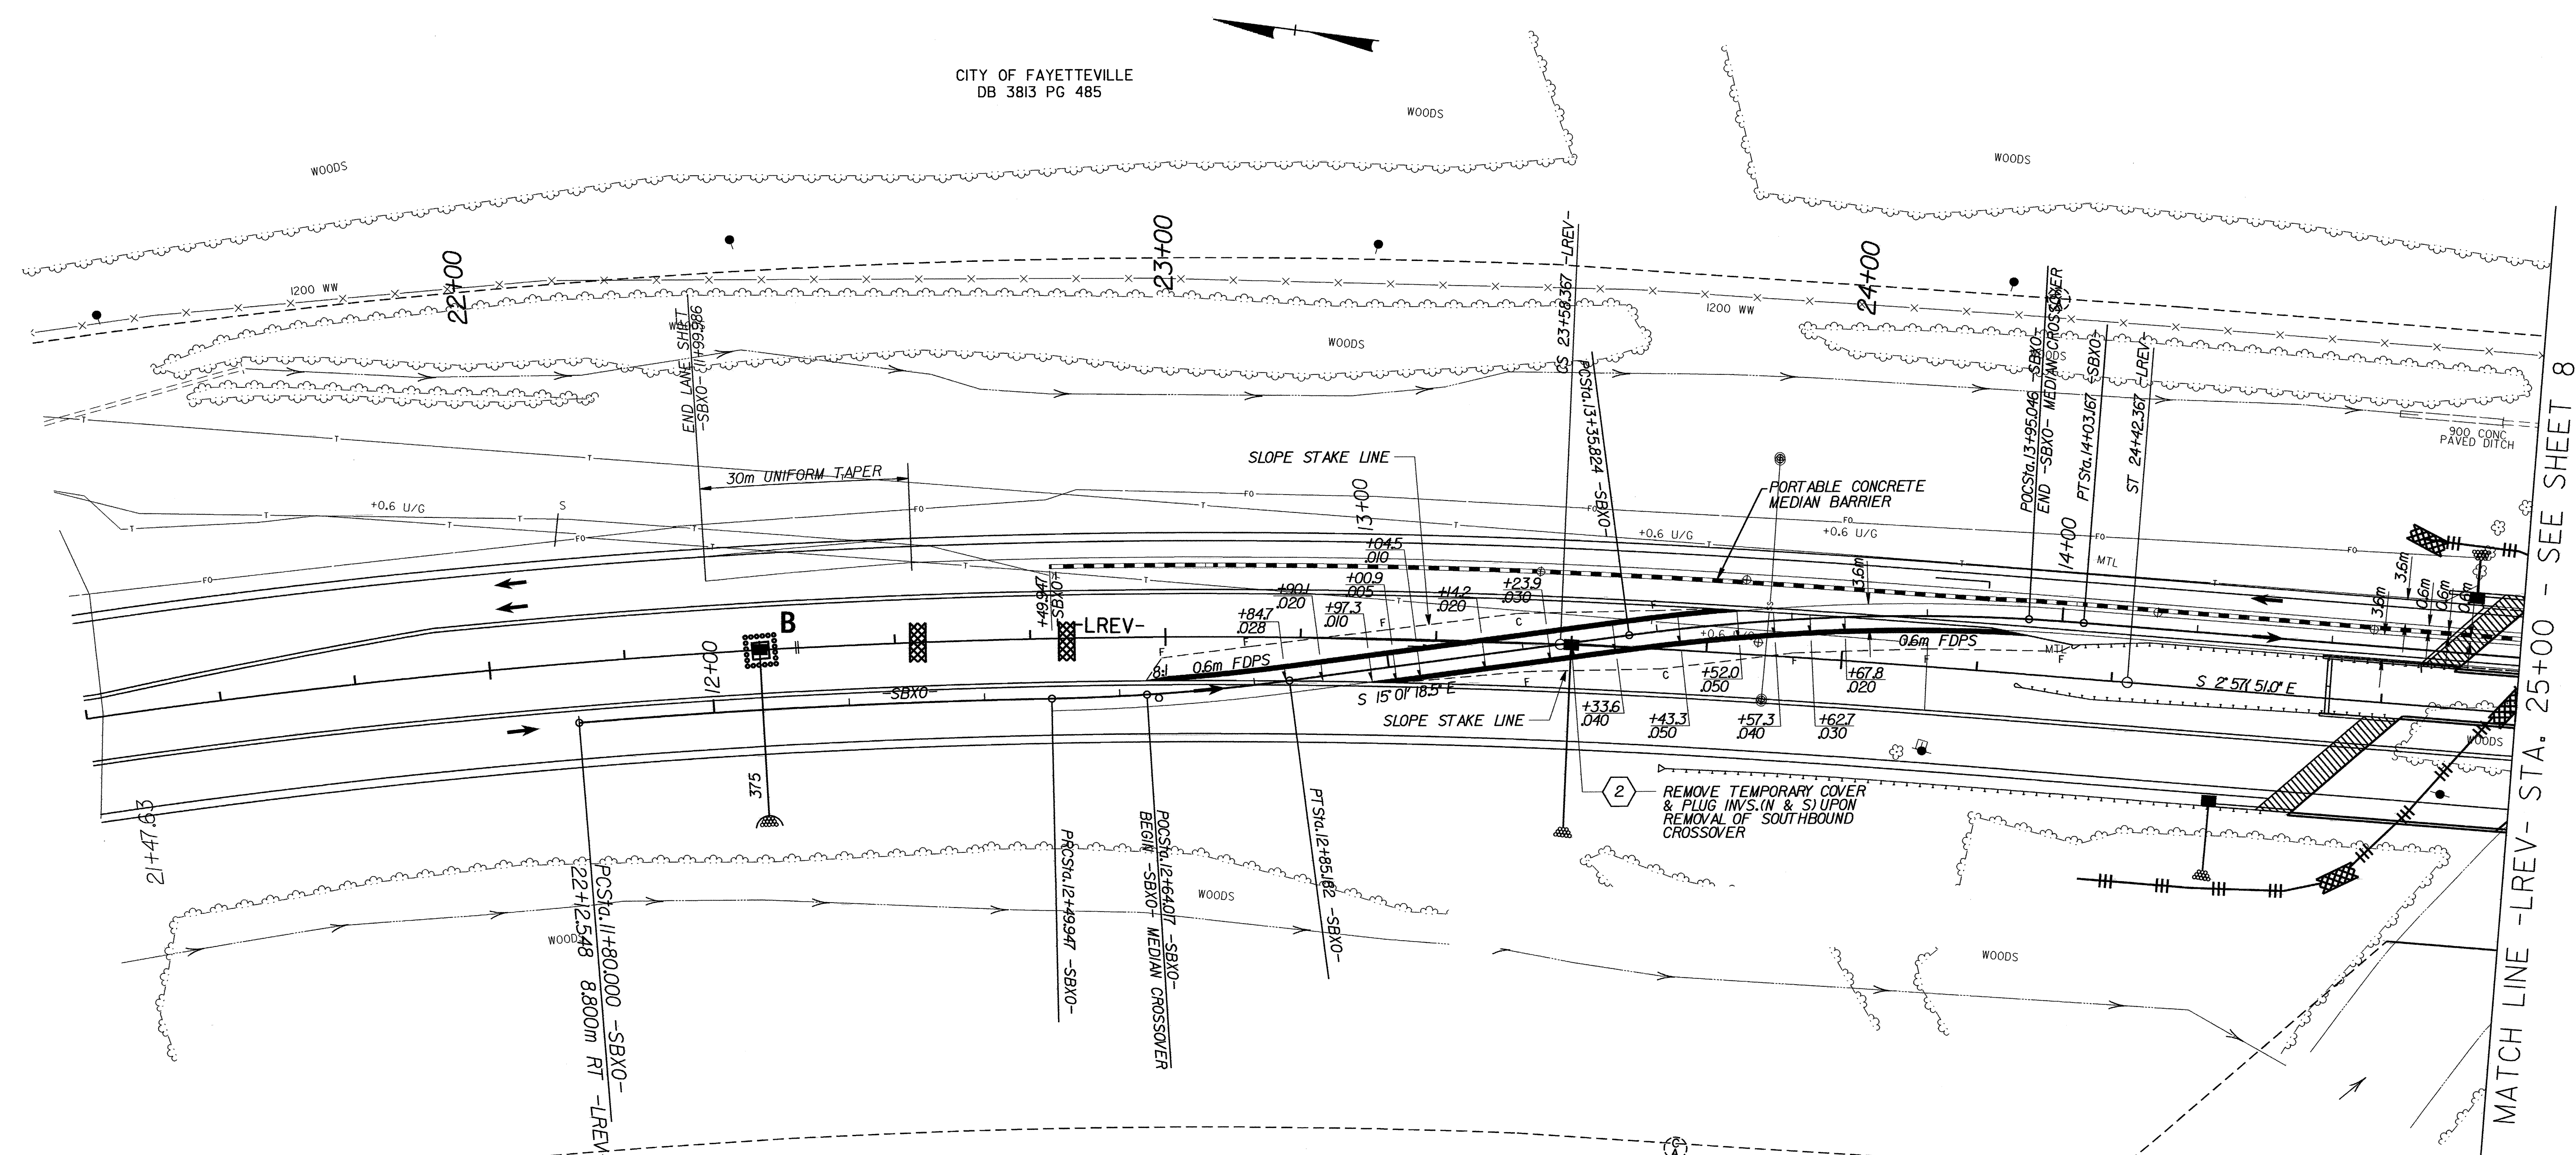 CITY OF FAYETTEVILLE
DB 3813 PG 485
WOODS
WOODS
WOODS
1200 WW
22+00
23+00
24+00
WOODS
1200 WW
END LANE SHIFT
-SBXO- 11+99.986
CS 23+58.367 -LREV-
PCSta.13+35.824 -SBXO-
POCSta.13+95.046 -SBXO-
END -SBXO- MEDIAN CROSSOVER
PTSta.14+03.167 -SBXO-
ST 24+42.367 -LREV-
900 CONC
PAVED DITCH
30m UNIFORM TAPER
SLOPE STAKE LINE
PORTABLE CONCRETE
MEDIAN BARRIER
+0.6 U/G
S
T
FO
+0.6 U/G
+0.6 U/G
MTL
13+00
14+00
12+00
3.6m
3.6m
3.6m
0.6m
0.6m
0.6m
+49.947
-SBXO-
+84.7
.028
+90.1
.020
+97.3
.010
+00.9
.005
+04.5
.010
+14.2
.020
+23.9
.030
B
-LREV-
8:1
0.6m FDPS
F
C
-SBXO-
S 15°01'18.5" E
SLOPE STAKE LINE
+33.6
.040
+43.3
.050
+52.0
.050
+57.3
.040
+62.7
.030
+67.8
.020
0.6m FDPS
MTL
S 2°57'51.0" E
375
21+47.63
2
REMOVE TEMPORARY COVER
& PLUG INVS.(N & S) UPON
REMOVAL OF SOUTHBOUND
CROSSOVER
PCSta.11+80.000 -SBXO-
22+12.548 8.800m RT -LREV
PRCSta.12+49.947 -SBXO-
POCSta.12+64.017 -SBXO-
BEGIN -SBXO- MEDIAN CROSSOVER
PTSta.12+85.182 -SBXO-
WOODS
WOODS
WOODS
WOODS
C
A
MATCH LINE -LREV- STA. 25+00 - SEE SHEET 8